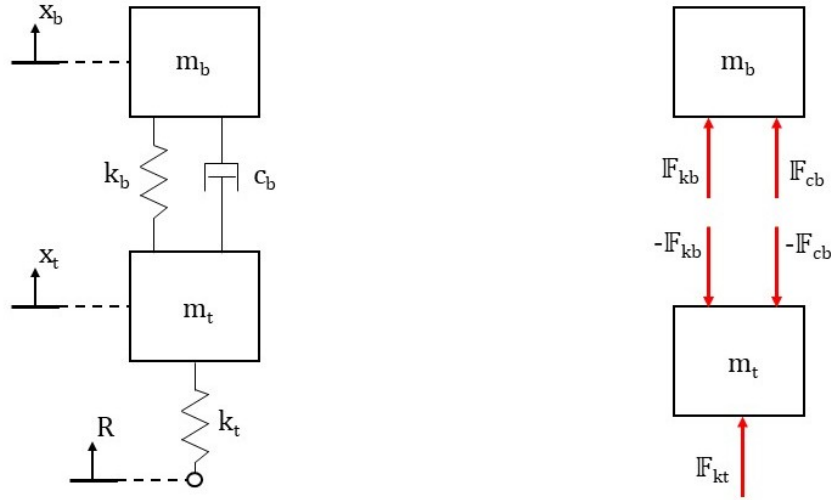 x_b
m_b
k_b
c_b
x_t
m_t
k_t
R
m_b
𝔽_kb
𝔽_cb
-𝔽_kb
-𝔽_cb
m_t
𝔽_kt